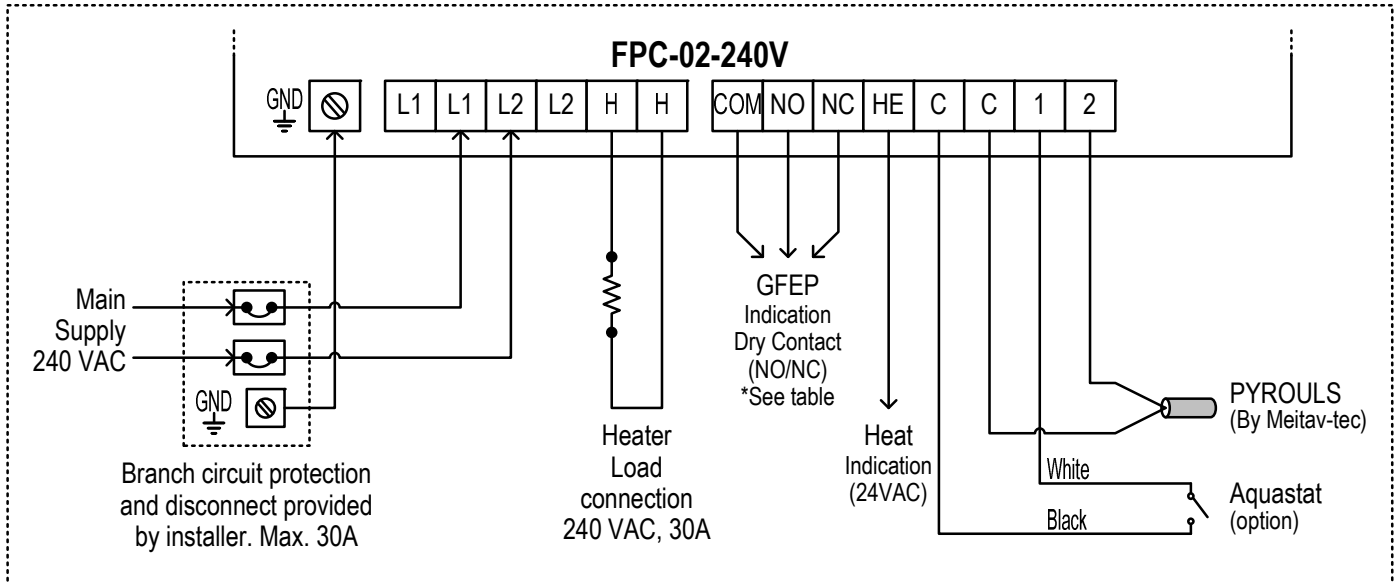 FPC-02-240V
GND
L1 L1 L2 L2 H H COM NO NC HE C C 1 2
Main
Supply
240 VAC
GND
Branch circuit protection
and disconnect provided
by installer. Max. 30A
Heater
Load
connection
240 VAC, 30A
GFEP
Indication
Dry Contact
(NO/NC)
*See table
Heat
Indication
(24VAC)
PYROULS
(By Meitav-tec)
White
Black
Aquastat
(option)